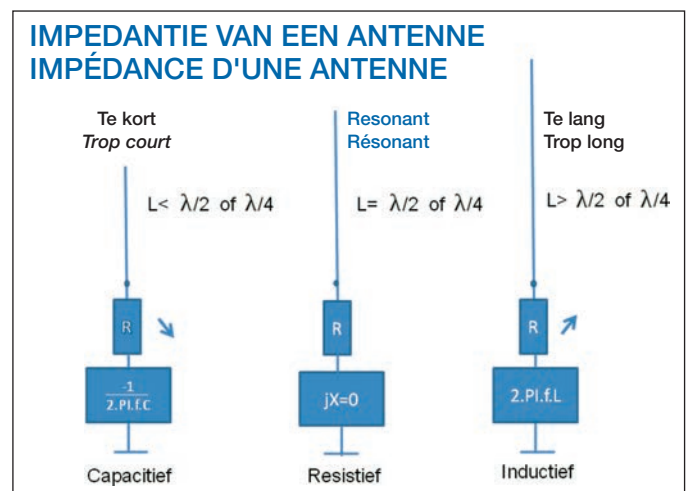 IMPEDANTIE VAN EEN ANTENNE
IMPÉDANCE D'UNE ANTENNE
Te kort
Trop court
L< λ/2 of λ/4
R
-1
2.PI.f.C
Capacitief
Resonant
Résonant
L= λ/2 of λ/4
R
jX=0
Resistief
Te lang
Trop long
L> λ/2 of λ/4
R
2.PI.f.L
Inductief